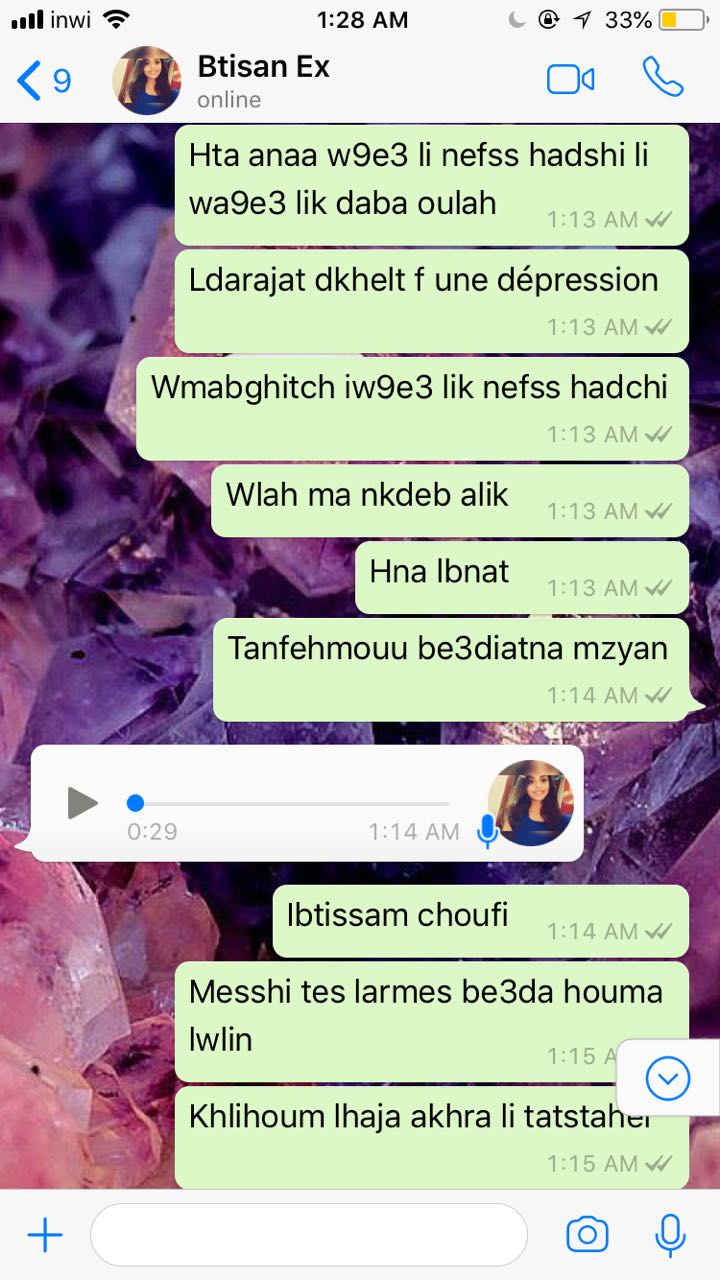 inwi 1:28 AM 33%
9 Btisan Ex
online
Hta anaa w9e3 li nefss hadshi li
wa9e3 lik daba oulah
1:13 AM
Ldarajat dkhelt f une dépression
1:13 AM
Wmabghitch iw9e3 lik nefss hadchi
1:13 AM
Wlah ma nkdeb alik 1:13 AM
Hna lbnat 1:13 AM
Tanfehmouu be3diatna mzyan
1:14 AM
0:29 1:14 AM
Ibtissam choufi 1:14 AM
Messhi tes larmes be3da houma
lwlin
1:15 A
Khlihoum lhaja akhra li tatstahel
1:15 AM